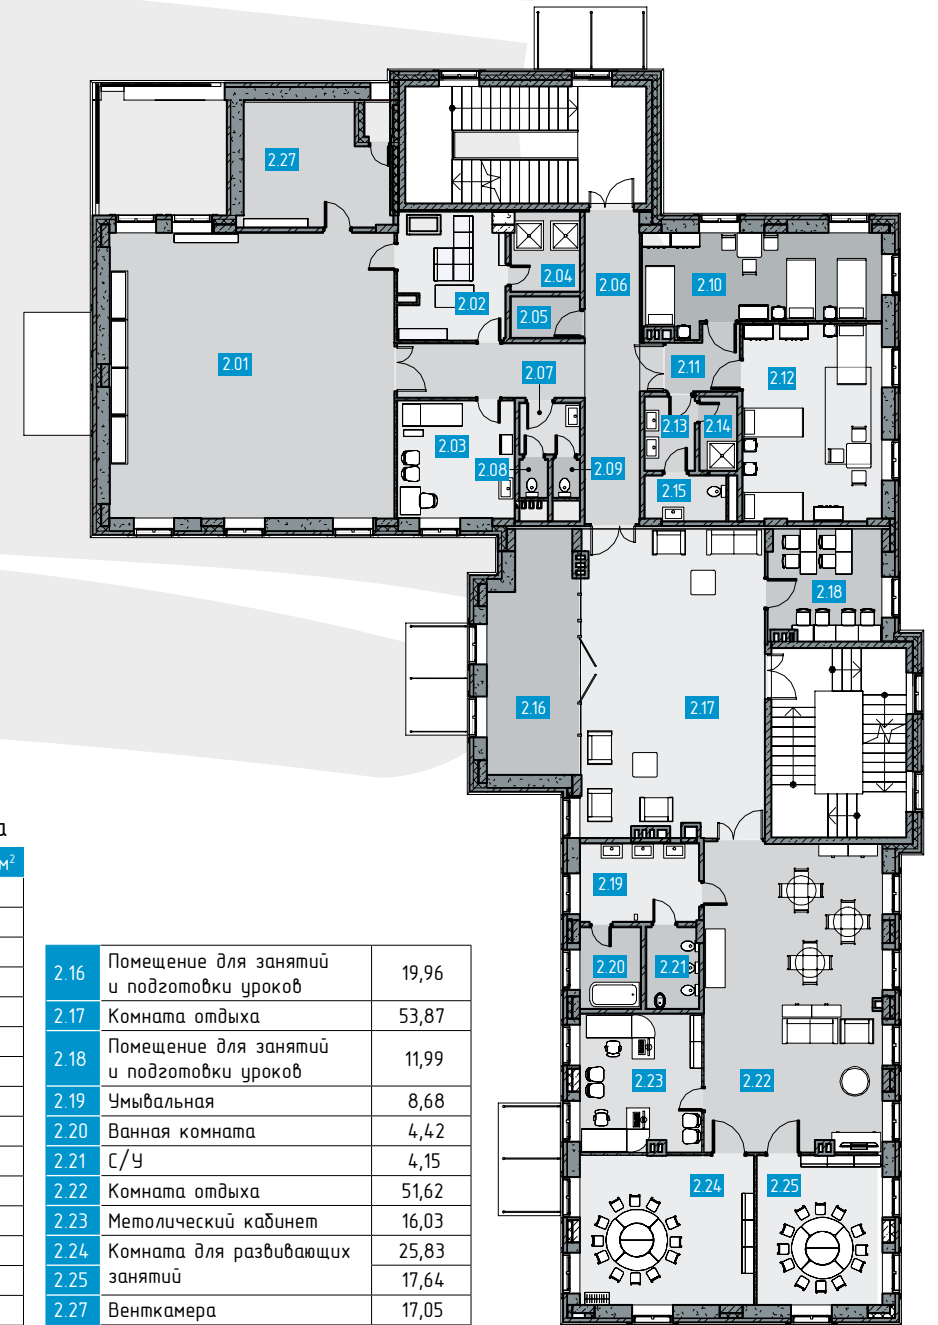 2.27
2.04
2.06
2.10
2.02
2.05
2.01
2.07
2.11
2.12
2.03
2.13
2.14
2.08
2.09
2.15
2.18
2.16
2.17
2.19
2.20
2.21
2.23
2.22
2.24
2.25
а
м²
2.16 Помещение для занятий
и подготовки уроков 19,96
2.17 Комната отдыха 53,87
2.18 Помещение для занятий
и подготовки уроков 11,99
2.19 Умывальная 8,68
2.20 Ванная комната 4,42
2.21 С/У 4,15
2.22 Комната отдыха 51,62
2.23 Метолический кабинет 16,03
2.24 Комната для развивающих 25,83
2.25 занятий 17,64
2.27 Венткамера 17,05